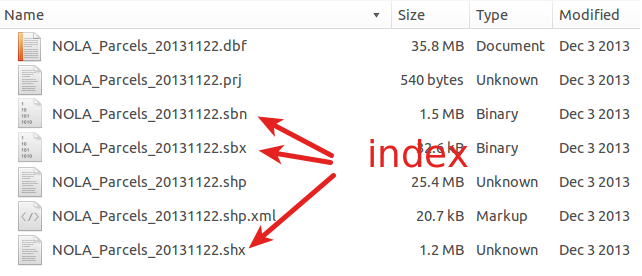 Name Size Type Modified
NOLA_Parcels_20131122.dbf 35.8 MB Document Dec 3 2013
NOLA_Parcels_20131122.prj 540 bytes Unknown Dec 3 2013
NOLA_Parcels_20131122.sbn 1.5 MB Binary Dec 3 2013
NOLA_Parcels_20131122.sbx 32.6 kB Binary Dec 3 2013
index
NOLA_Parcels_20131122.shp 25.4 MB Unknown Dec 3 2013
NOLA_Parcels_20131122.shp.xml 20.7 kB Markup Dec 3 2013
NOLA_Parcels_20131122.shx 1.2 MB Unknown Dec 3 2013